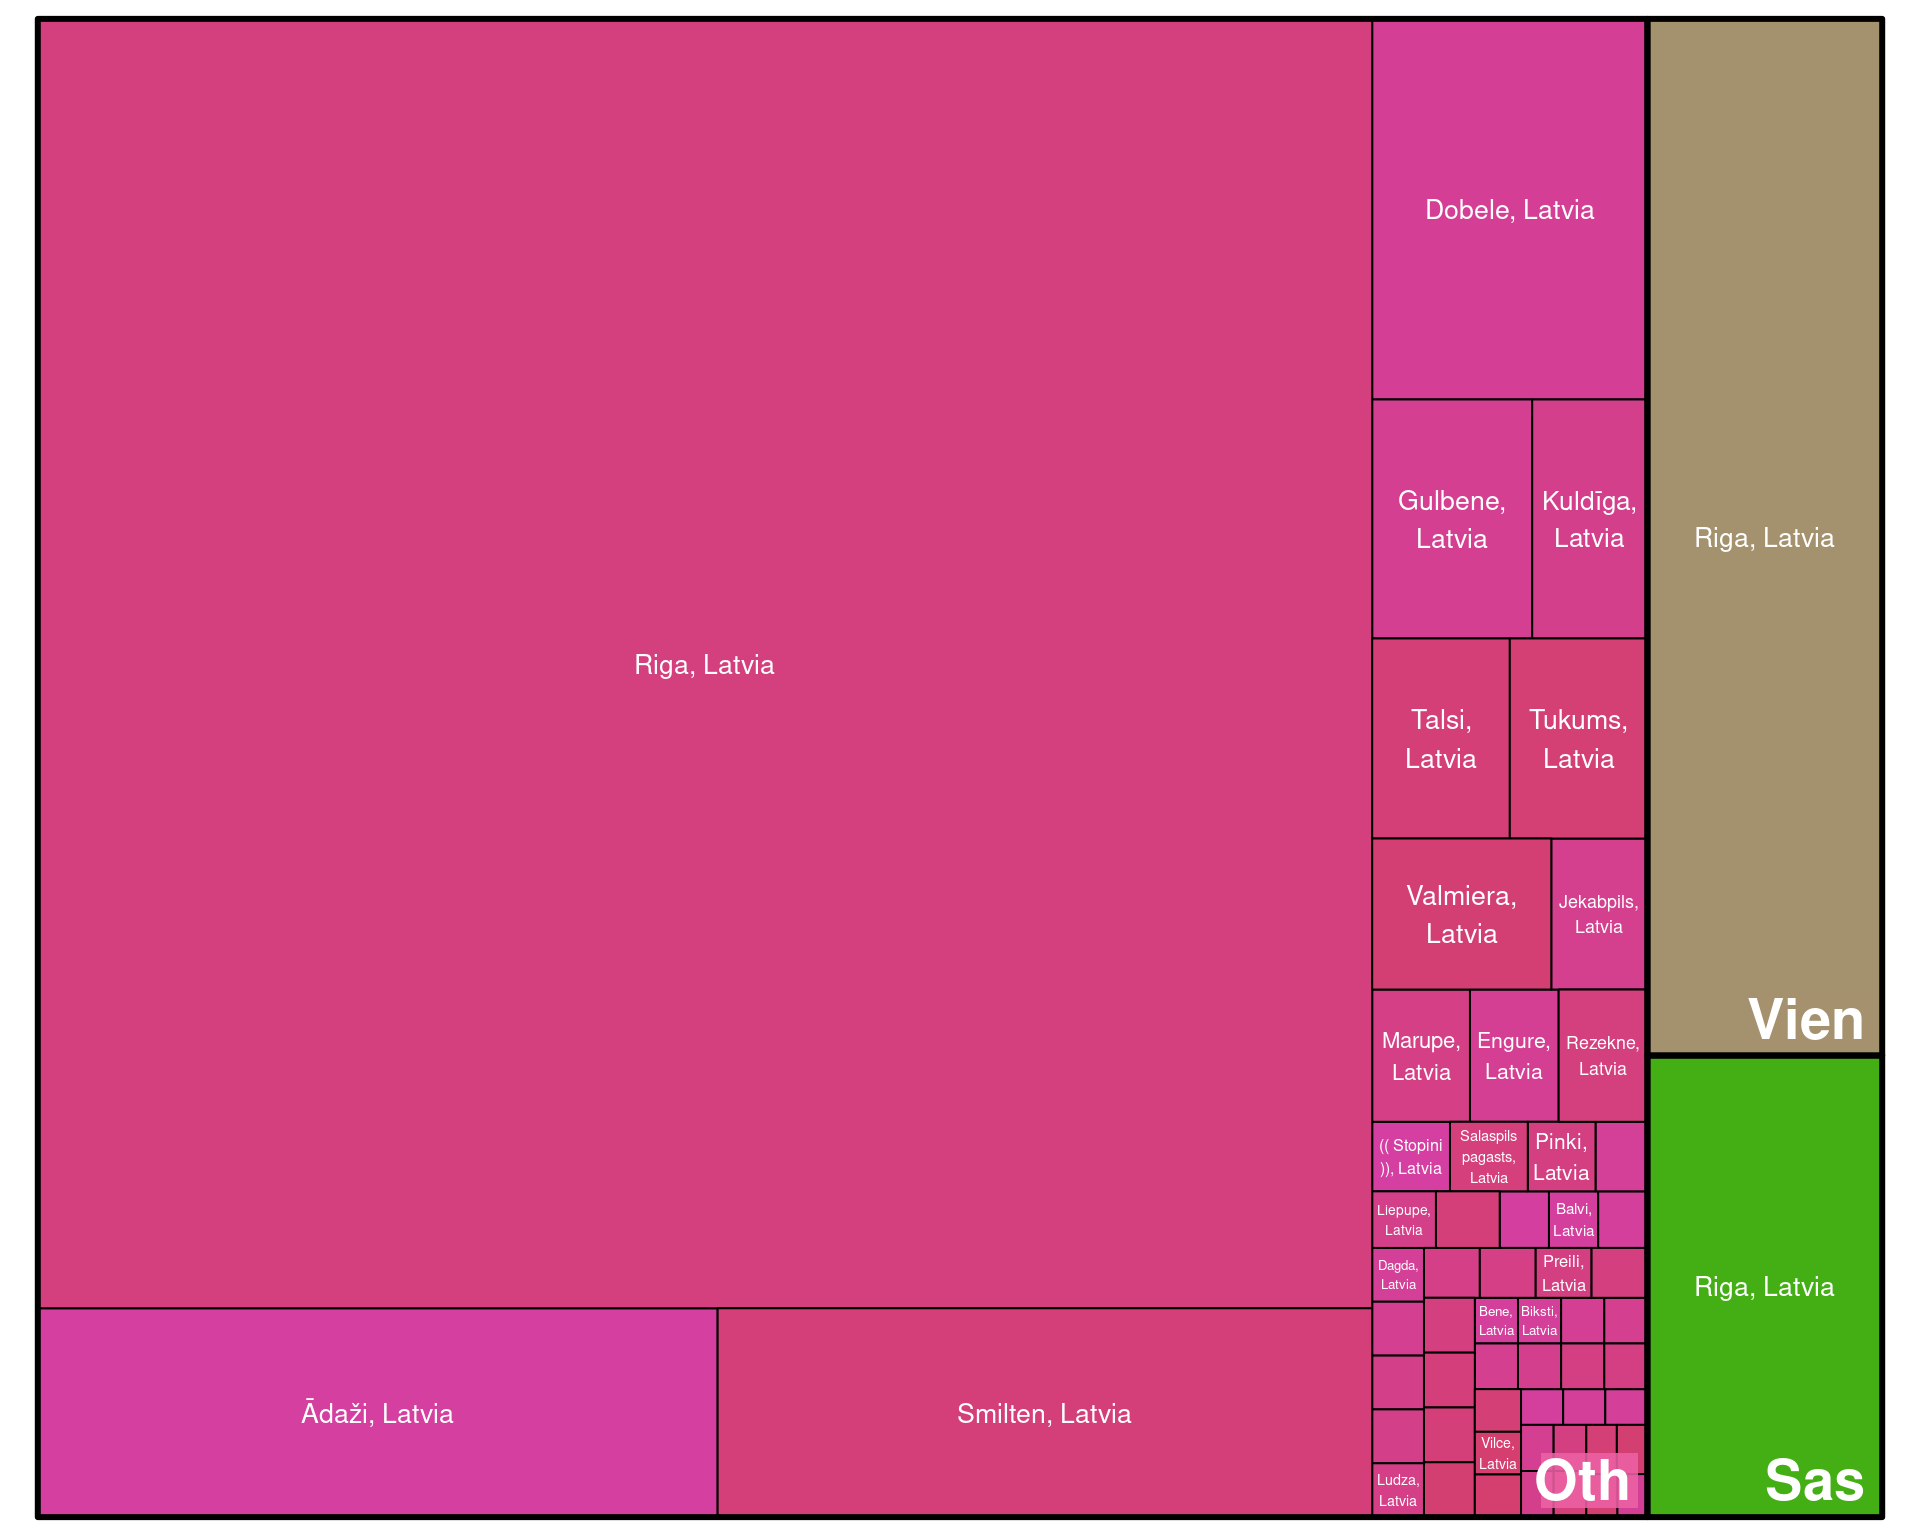 Riga, Latvia
Ādaži, Latvia
Smilten, Latvia
Dobele, Latvia
Gulbene,
Latvia
Kuldīga,
Latvia
Talsi,
Latvia
Tukums,
Latvia
Valmiera,
Latvia
Jekabpils,
Latvia
Marupe,
Latvia
Engure,
Latvia
Rezekne,
Latvia
(( Stopini
)), Latvia
Salaspils
pagasts,
Latvia
Pinki,
Latvia
Liepupe,
Latvia
Balvi,
Latvia
Dagda,
Latvia
Preili,
Latvia
Bene,
Latvia
Biksti,
Latvia
Vilce,
Latvia
Ludza,
Latvia
Oth
Riga, Latvia
Vien
Riga, Latvia
Sas